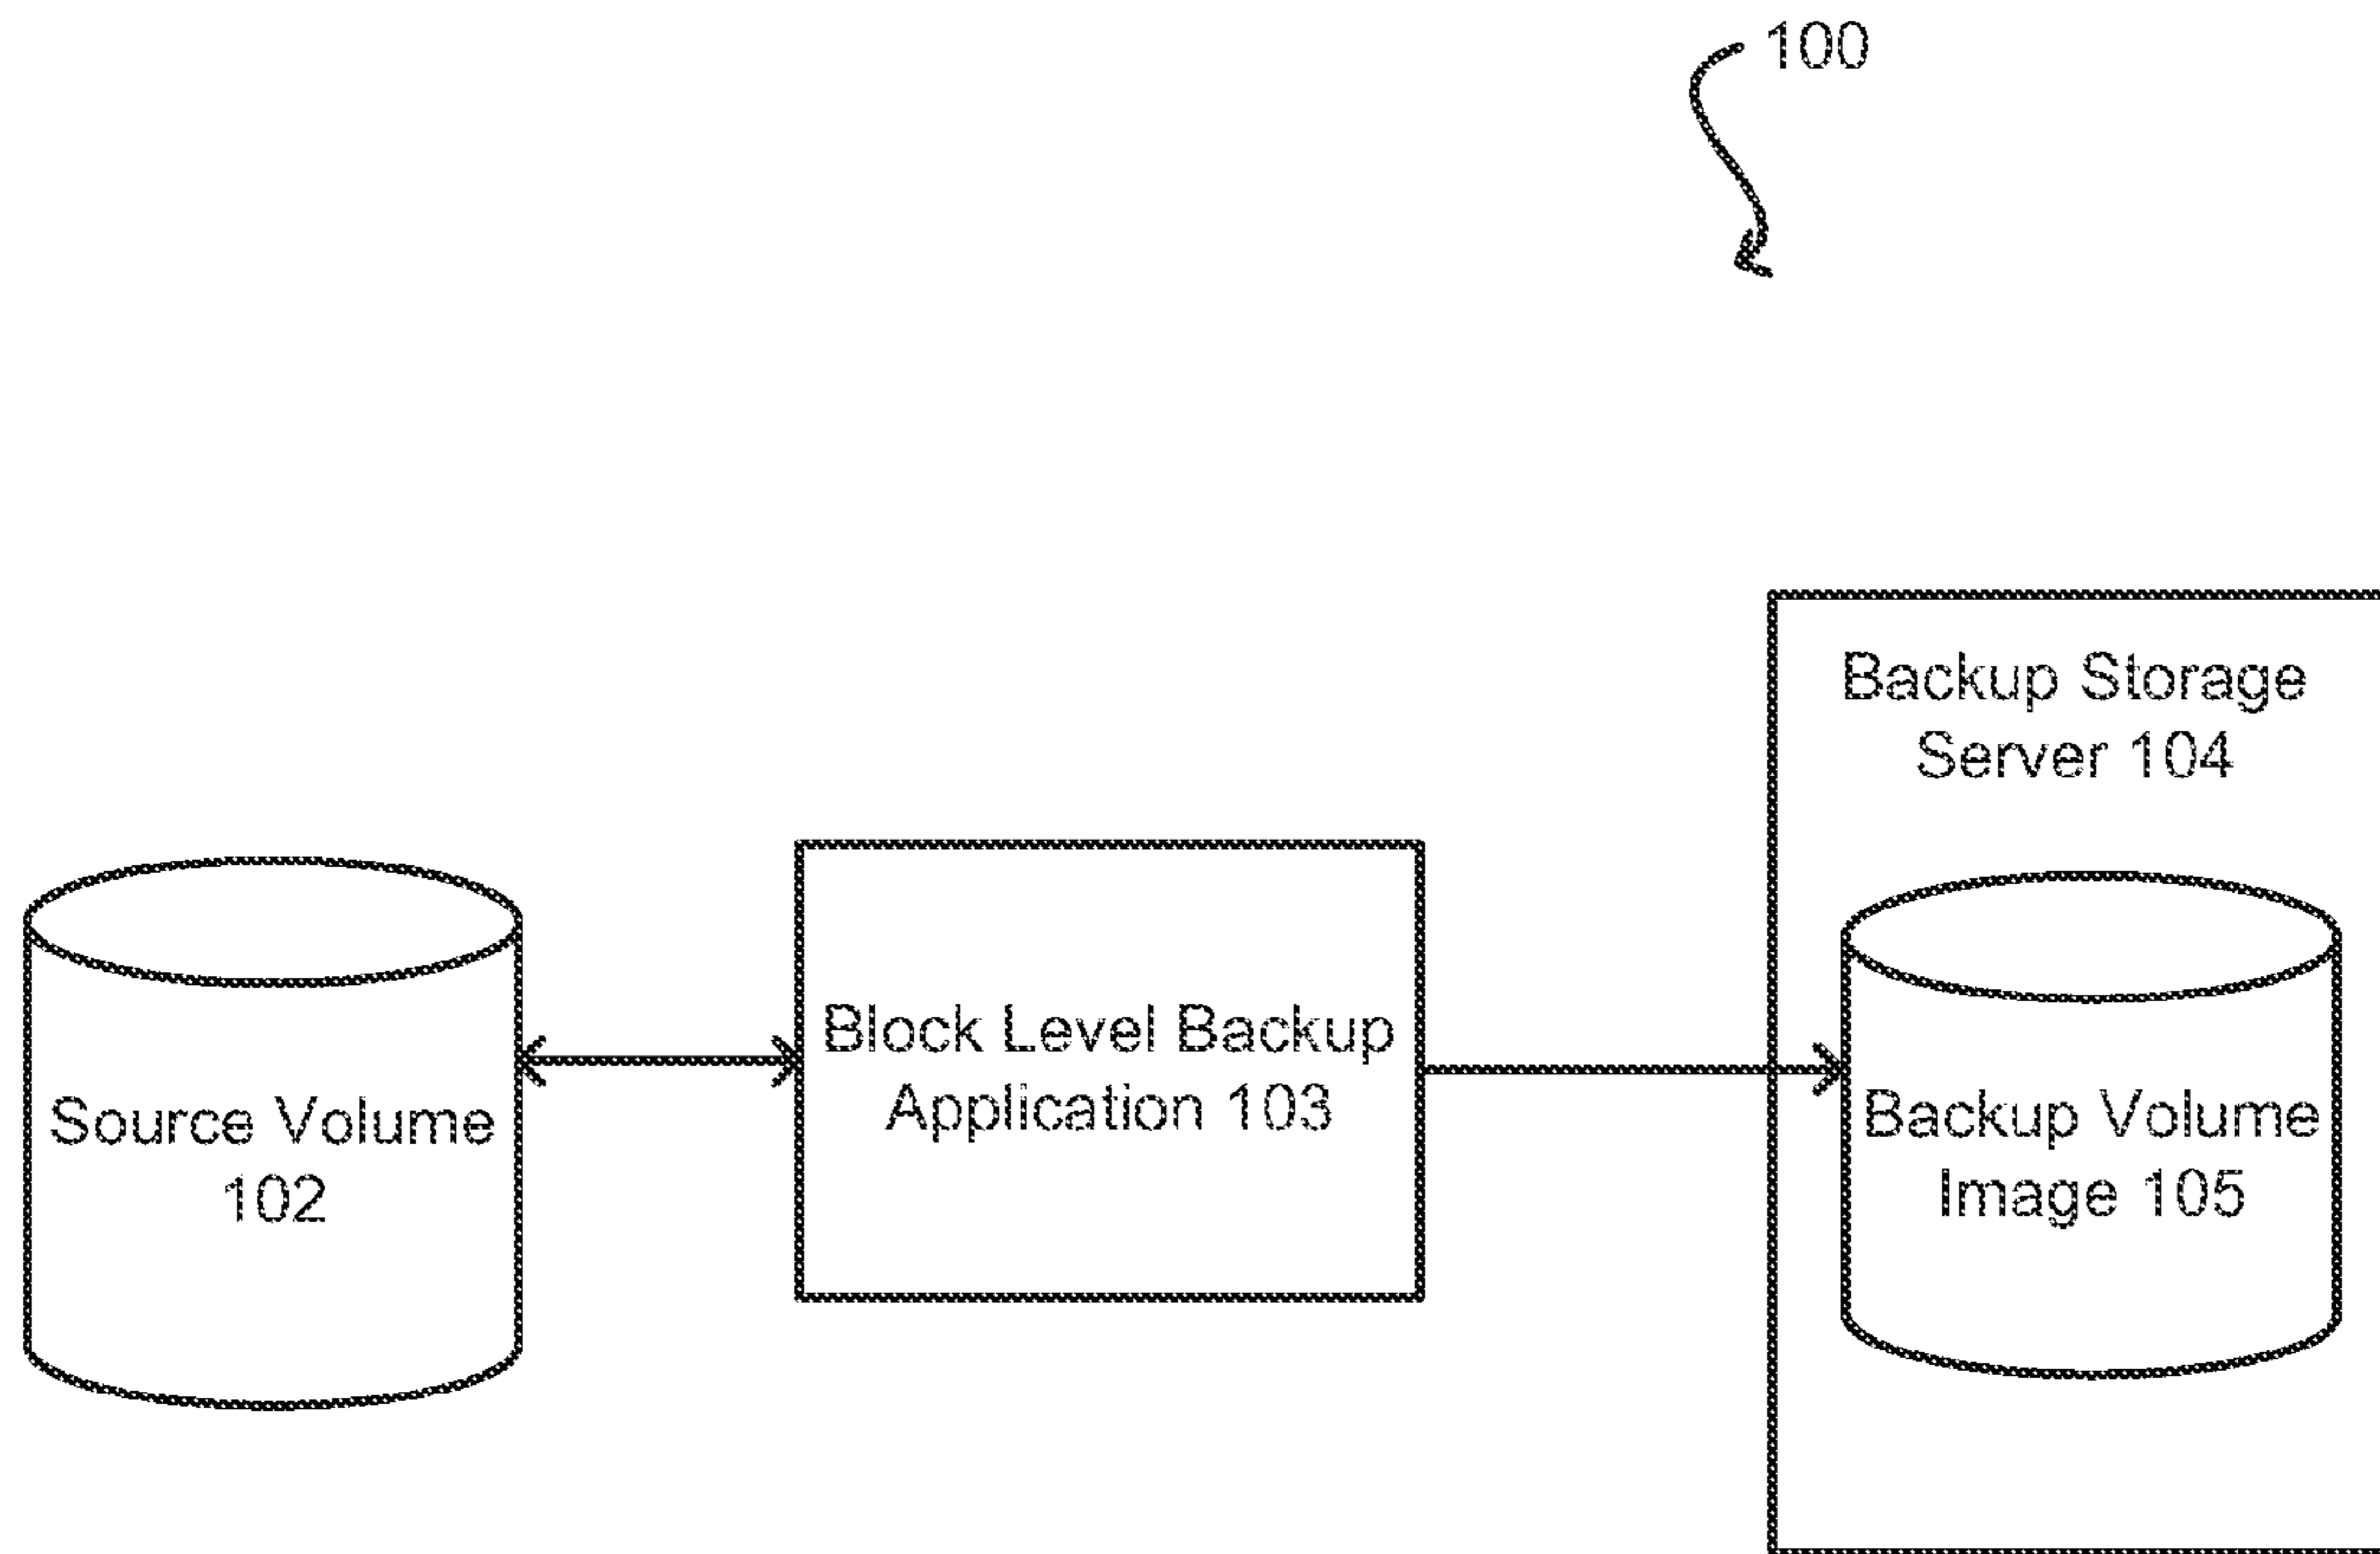 100
Backup Storage
Server 104
Source Volume
102
Block Level Backup
Application 103
Backup Volume
Image 105